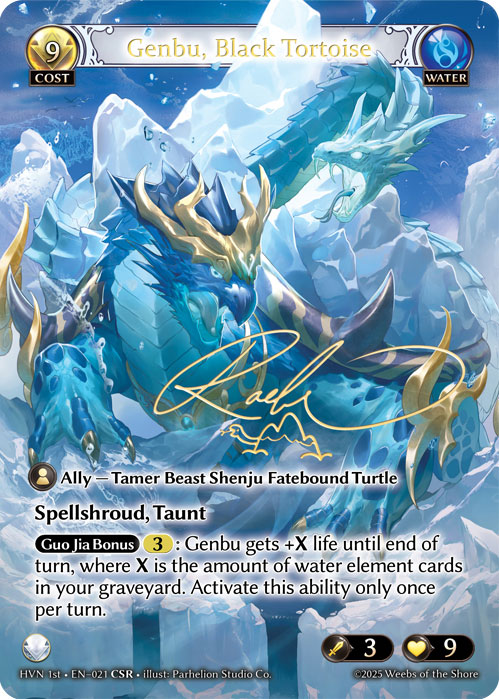 9
COST
Genbu, Black Tortoise
WATER
Ally — Tamer Beast Shenju Fatebound Turtle
Spellshroud, Taunt
Guo Jia Bonus 3 : Genbu gets +X life until end of
turn, where X is the amount of water element cards
in your graveyard. Activate this ability only once
per turn.
3 9
HVN 1st • EN-021 CSR • illust: Parhelion Studio Co.
©2025 Weebs of the Shore